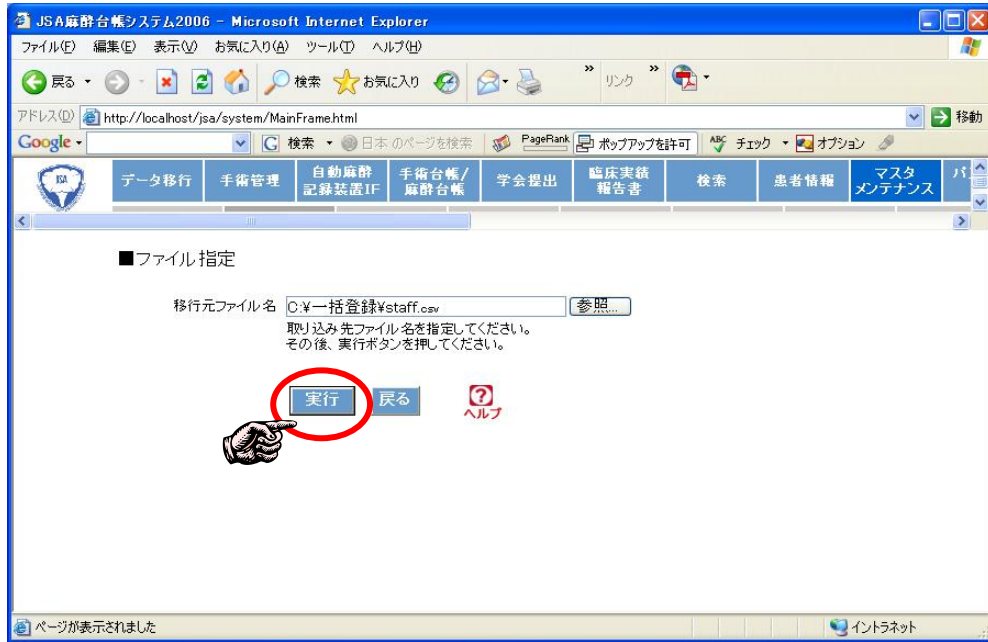 JSA麻酔台帳システム2006 - Microsoft Internet Explorer
ファイル(F) 編集(E) 表示(V) お気に入り(A) ツール(T) ヘルプ(H)
戻る 検索 お気に入り » リンク »
アドレス(D) http://localhost/jsa/system/MainFrame.html 移動
Google 検索 日本のページを検索 PageRank ポップアップを許可 チェック オプション
JSA データ移行 手術管理 自動麻酔 記録装置IF 手術台帳/ 麻酔台帳 学会提出 臨床実績 報告書 検索 患者情報 マスタ メンテナンス パ
■ファイル指定
移行元ファイル名 C:¥一括登録¥staff.csv 参照...
取り込み先ファイル名を指定してください。
その後、実行ボタンを押してください。
実行 戻る ? ヘルプ
ページが表示されました イントラネット